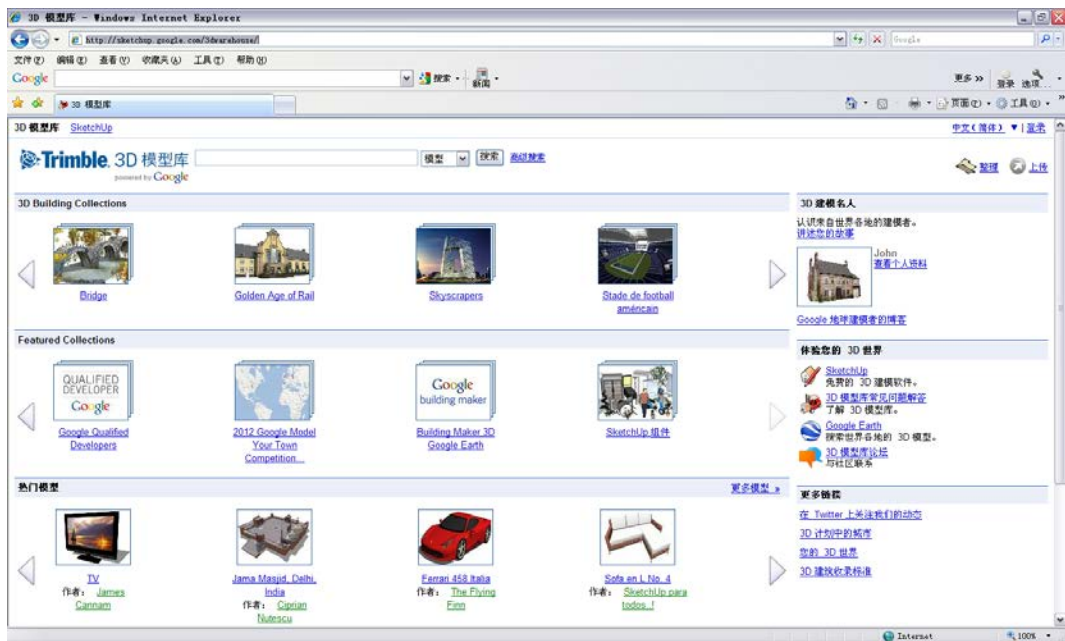 3D 模型库 - Windows Internet Explorer
http://sketchup.google.com/3dwarehouse/
Google
文件(F) 编辑(E) 查看(V) 收藏夹(A) 工具(T) 帮助(H)
Google 搜索 新闻 更多 >> 登录 选项...
3D 模型库 页面(P) 工具(O)
3D 模型库 SketchUp 中文(简体) ▼ | 登录
Trimble. 3D 模型库 模型 搜索 高级搜索
powered by Google
整理 上传
3D Building Collections
Bridge
Golden Age of Rail
Skyscrapers
Stade de football américain
Featured Collections
QUALIFIED DEVELOPER Google
Google building maker
Google Qualified Developers
2012 Google Model Your Town Competition...
Building Maker 3D Google Earth
SketchUp 组件
热门模型 更多模型 »
TV
作者: James Cannam
Jama Masjid, Delhi, India
作者: Ciprian Nutescu
Ferrari 458 Italia
作者: The Flying Finn
Sofa en L No. 4
作者: SketchUp para todos..!
3D 建模名人
认识来自世界各地的建模者。
讲述您的故事
John
查看个人资料
Google 地球建模者的博客
体验您的 3D 世界
SketchUp
免费的 3D 建模软件。
3D 模型库常见问题解答
了解 3D 模型库。
Google Earth
搜索世界各地的 3D 模型。
3D 模型库论坛
与社区联系
更多链接
在 Twitter 上关注我们的动态
3D 计划中的城市
您的 3D 世界
3D 建筑收录标准
Internet 100%